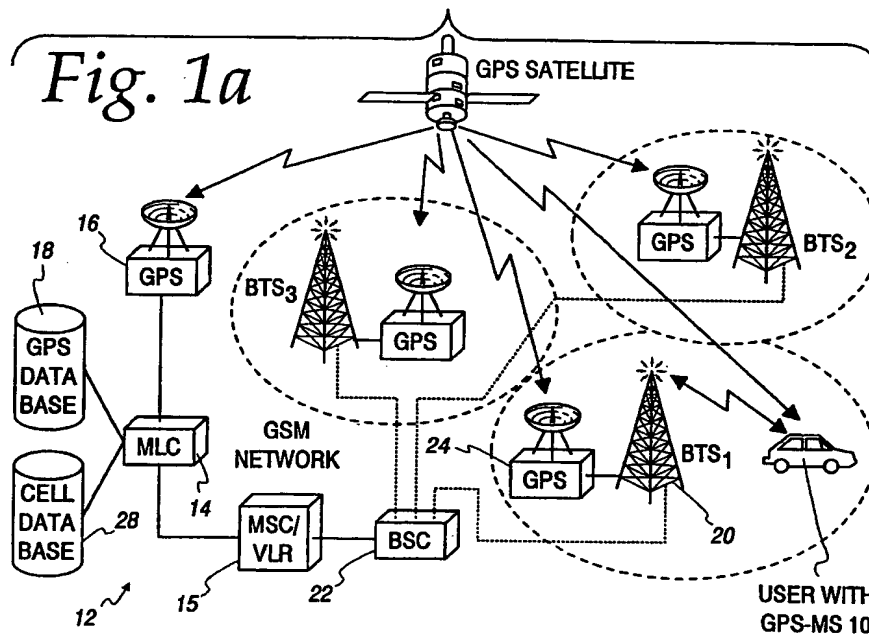 Fig. 1a
GPS SATELLITE
16
GPS
18
GPS
DATA
BASE
BTS3
GPS
GPS
BTS2
MLC
14
GSM
NETWORK
24
GPS
BTS1
20
CELL
DATA
BASE
28
MSC/
VLR
15
BSC
22
12
USER WITH
GPS-MS 10